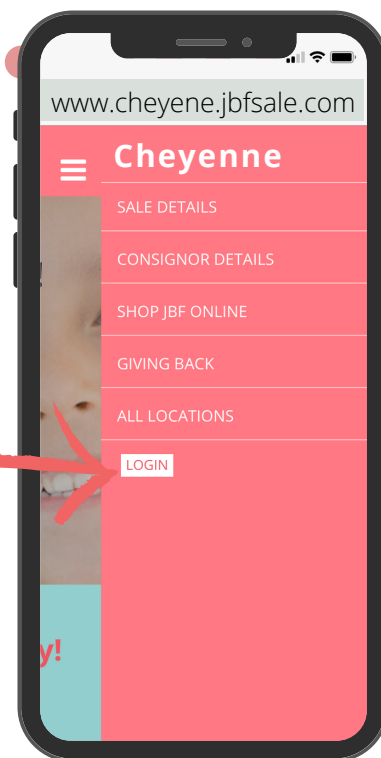 www.cheyene.jbfsale.com
Cheyenne
SALE DETAILS
CONSIGNOR DETAILS
SHOP JBF ONLINE
GIVING BACK
ALL LOCATIONS
LOGIN
y!